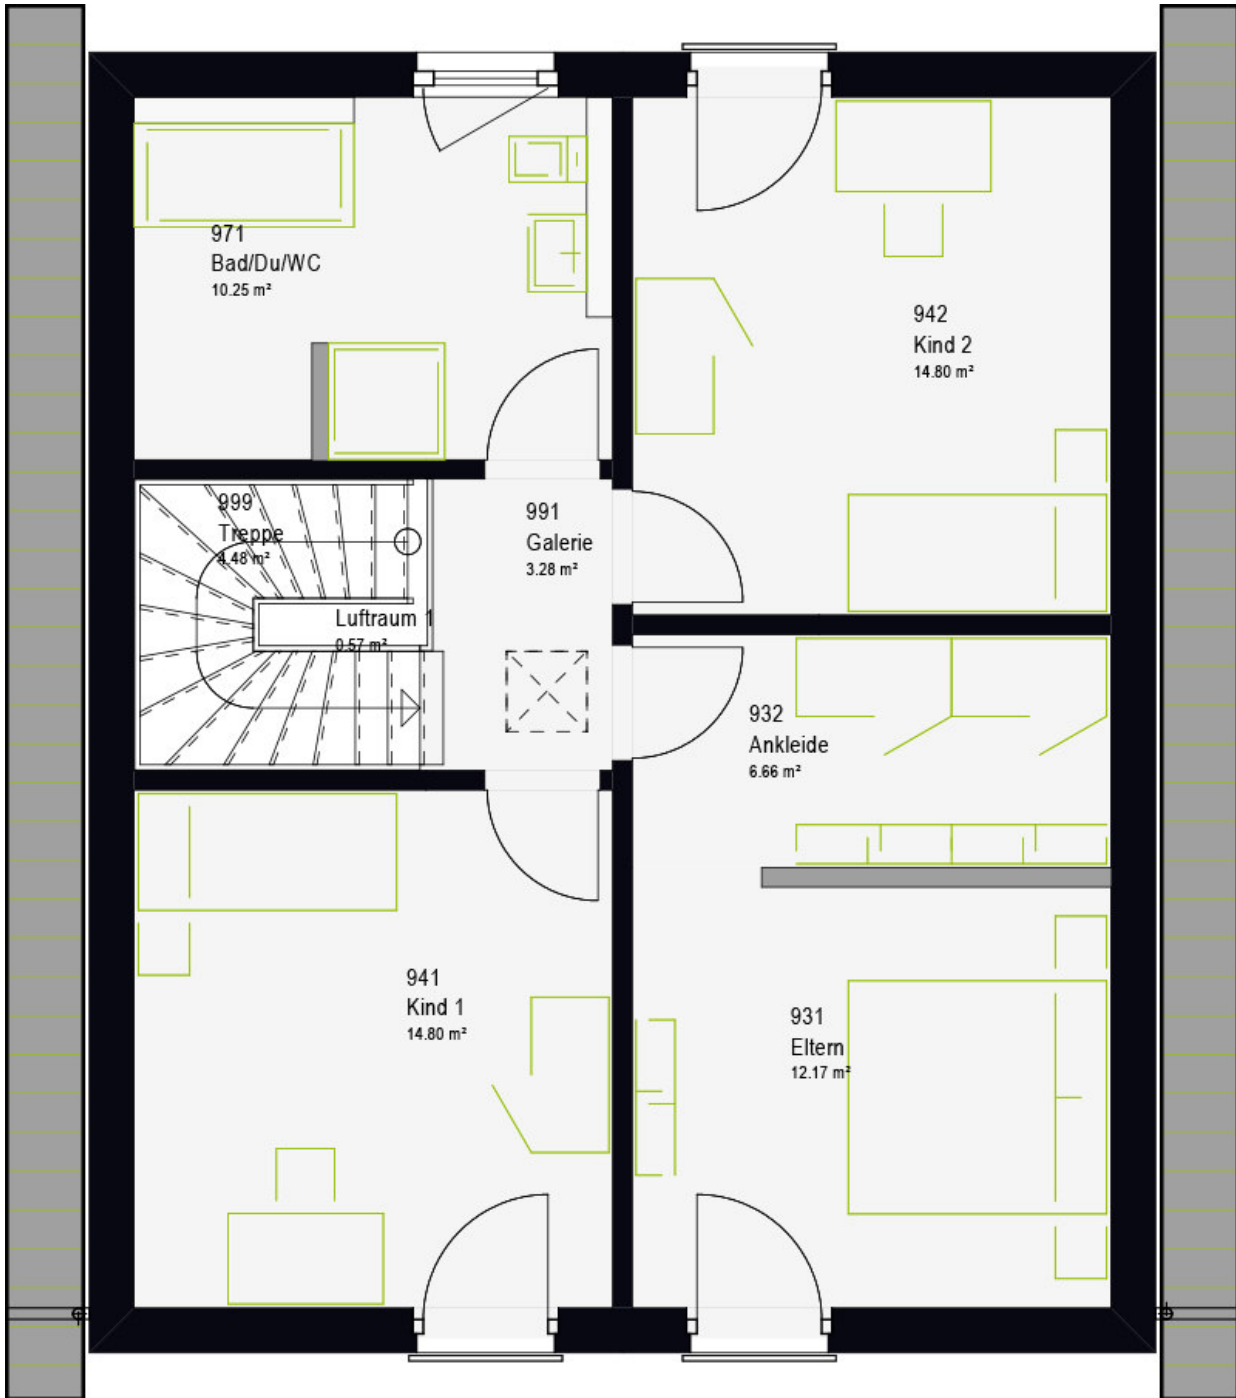 971
Bad/Du/WC
10.25 m²
942
Kind 2
14.80 m²
999
Treppe
4.48 m²
991
Galerie
3.28 m²
Luftraum 1
0.57 m²
932
Ankleide
6.66 m²
941
Kind 1
14.80 m²
931
Eltern
12.17 m²